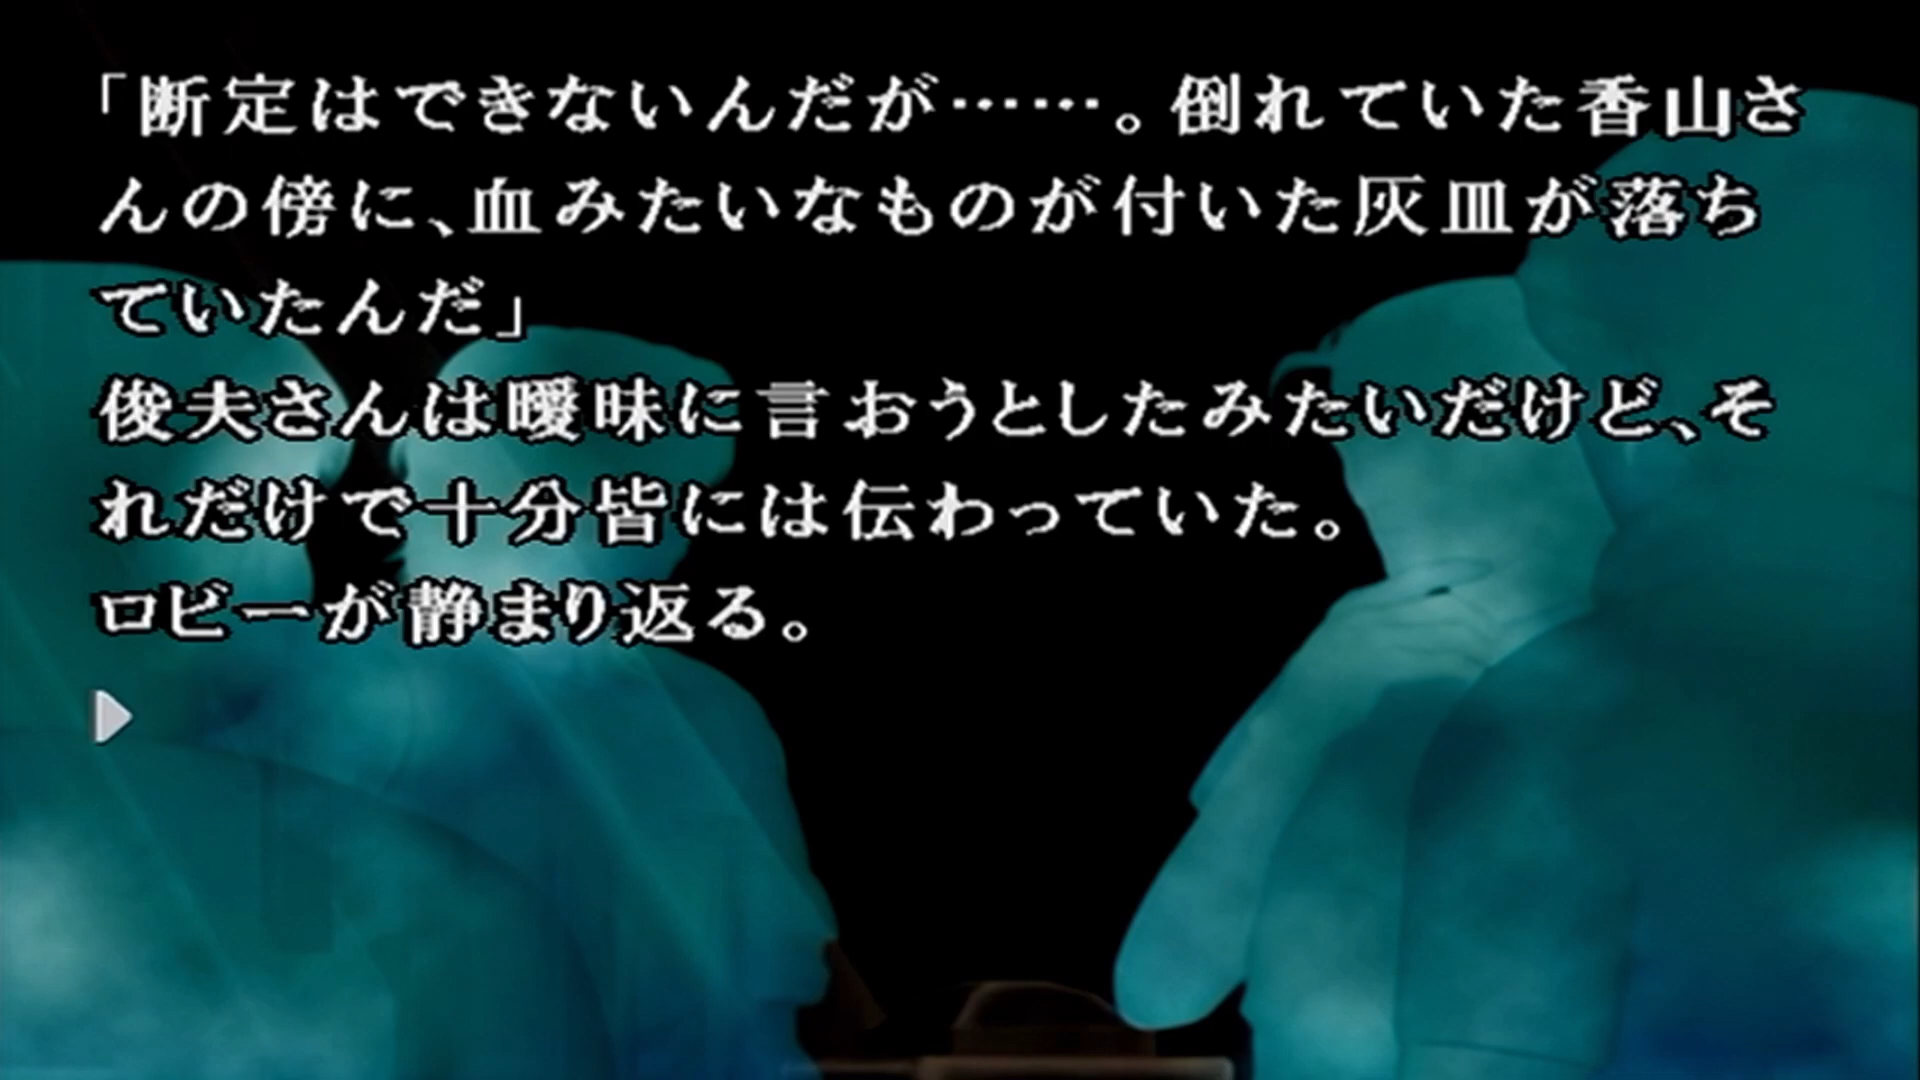 「断定はできないんだが……。倒れていた香山さ
んの傍に、血みたいなものが付いた灰皿が落ち
ていたんだ」
俊夫さんは曖昧に言おうとしたみたいだけど、そ
れだけで十分皆には伝わっていた。
ロビーが静まり返る。